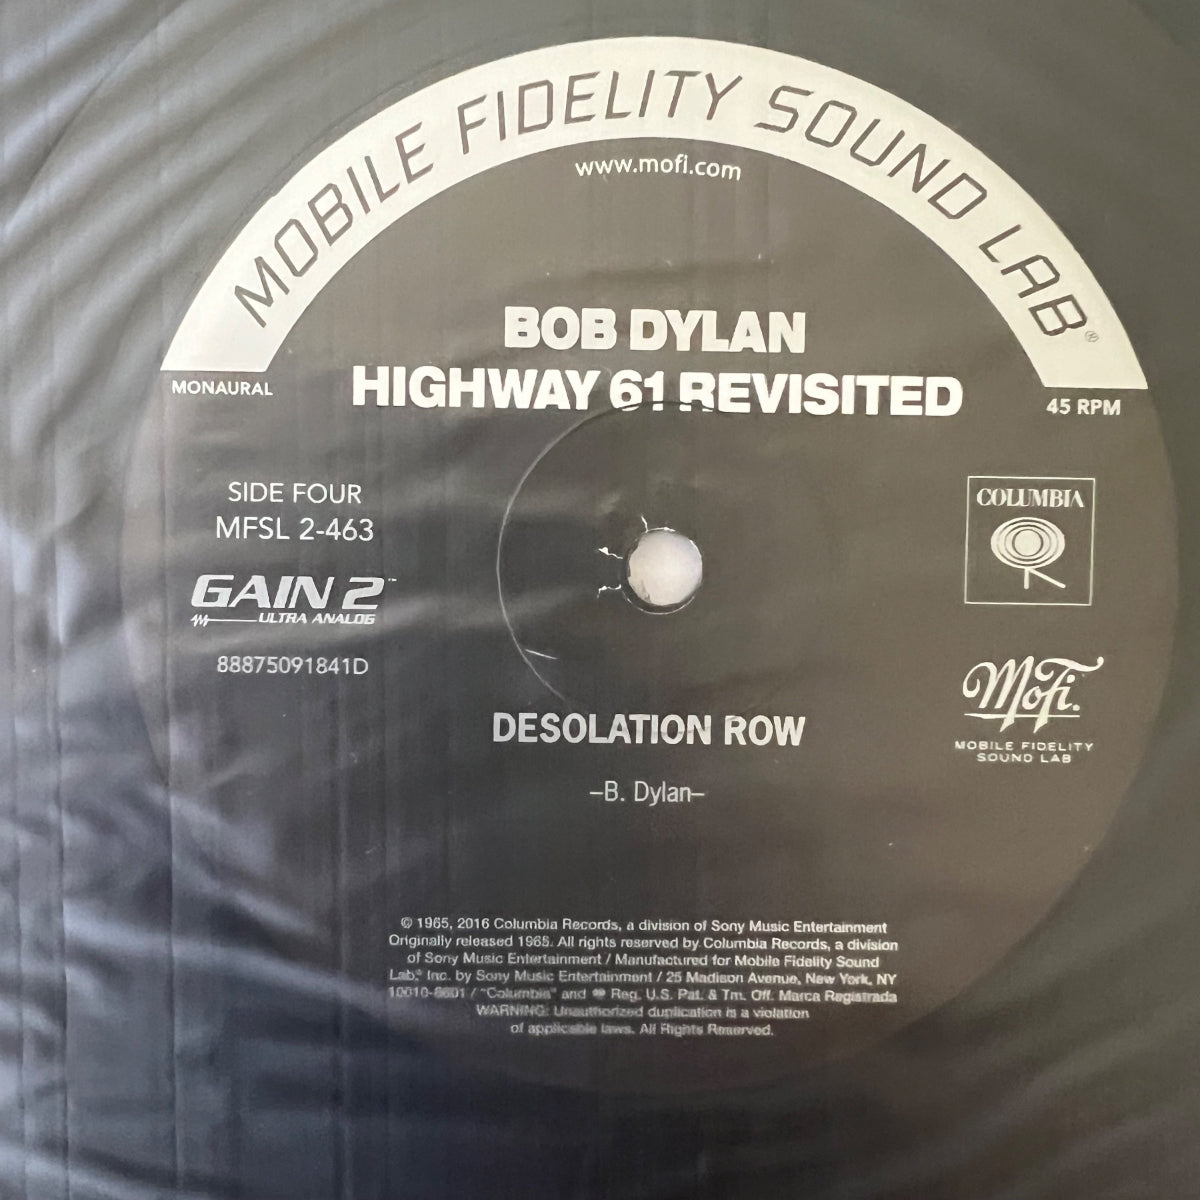 MOBILE FIDELITY SOUND LAB®
www.mofi.com
BOB DYLAN
HIGHWAY 61 REVISITED
MONAURAL
45 RPM
SIDE FOUR
MFSL 2-463
GAIN 2™
ULTRA ANALOG
88875091841D
COLUMBIA
MoFi.
MOBILE FIDELITY
SOUND LAB
DESOLATION ROW
–B. Dylan–
© 1965, 2016 Columbia Records, a division of Sony Music Entertainment
Originally released 1965. All rights reserved by Columbia Records, a division
of Sony Music Entertainment / Manufactured for Mobile Fidelity Sound
Lab,® Inc. by Sony Music Entertainment / 25 Madison Avenue, New York, NY
10010-8601 / "Columbia" and Reg. U.S. Pat. & Tm. Off. Marca Registrada
WARNING: Unauthorized duplication is a violation
of applicable laws. All Rights Reserved.